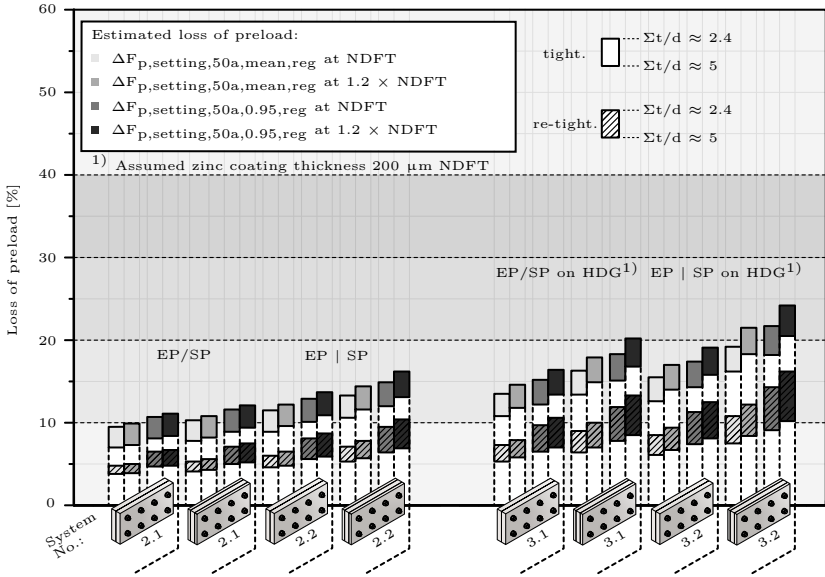 60
50
40
30
20
10
0
Loss of preload [%]
Estimated loss of preload:
ΔFp,setting,50a,mean,reg at NDFT
ΔFp,setting,50a,mean,reg at 1.2 × NDFT
ΔFp,setting,50a,0.95,reg at NDFT
ΔFp,setting,50a,0.95,reg at 1.2 × NDFT
1) Assumed zinc coating thickness 200 μm NDFT
tight.
Σt/d ≈ 2.4
Σt/d ≈ 5
re-tight.
Σt/d ≈ 2.4
Σt/d ≈ 5
EP/SP on HDG1)
EP | SP on HDG1)
EP/SP
EP | SP
System
No.:
2.1
2.1
2.2
2.2
3.1
3.1
3.2
3.2